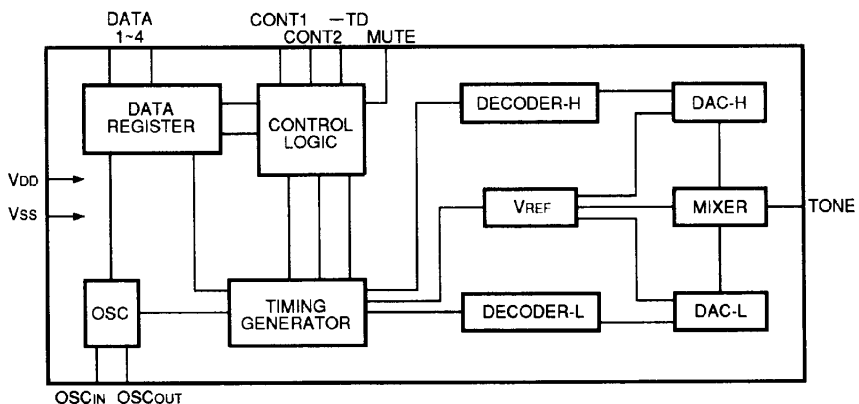 DATA
1~4
CONT1
—TD
CONT2
MUTE
DATA
REGISTER
CONTROL
LOGIC
DECODER-H
DAC-H
VDD
VSS
VREF
MIXER
TONE
OSC
TIMING
GENERATOR
DECODER-L
DAC-L
OSCIN
OSCOUT